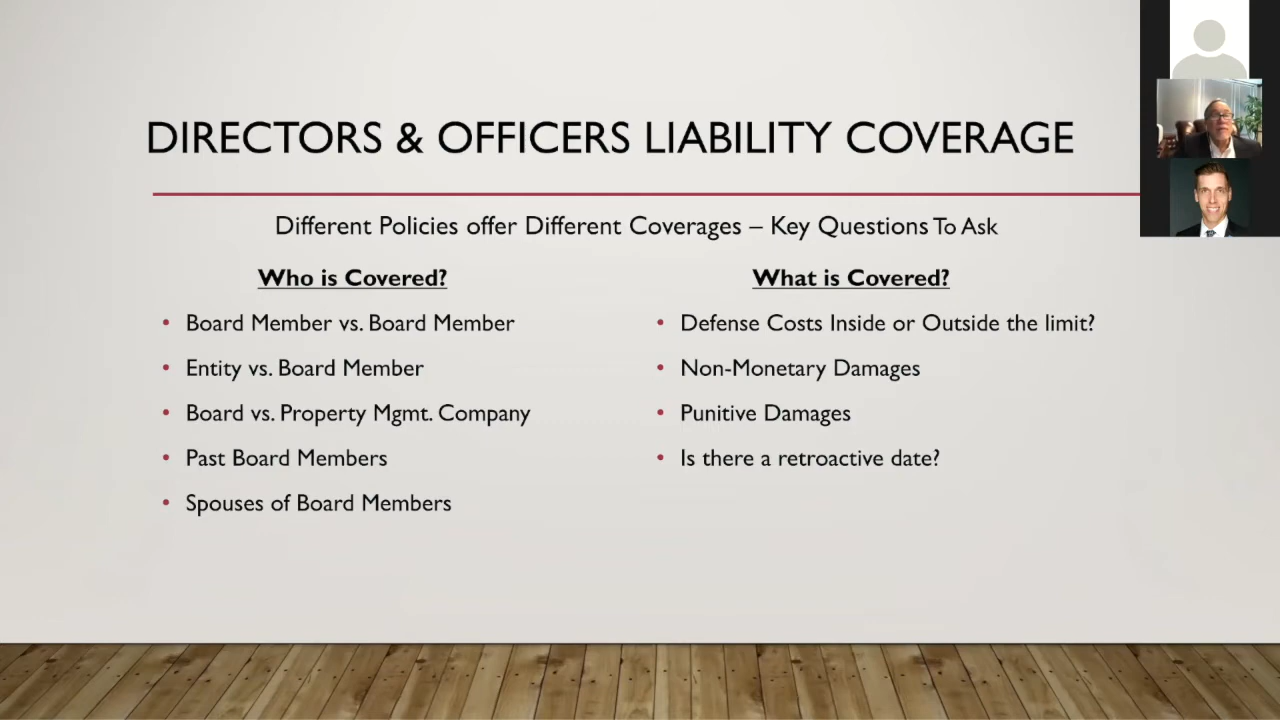 DIRECTORS & OFFICERS LIABILITY COVERAGE
Different Policies offer Different Coverages – Key Questions To Ask
Who is Covered?
• Board Member vs. Board Member
• Entity vs. Board Member
• Board vs. Property Mgmt. Company
• Past Board Members
• Spouses of Board Members
What is Covered?
• Defense Costs Inside or Outside the limit?
• Non-Monetary Damages
• Punitive Damages
• Is there a retroactive date?